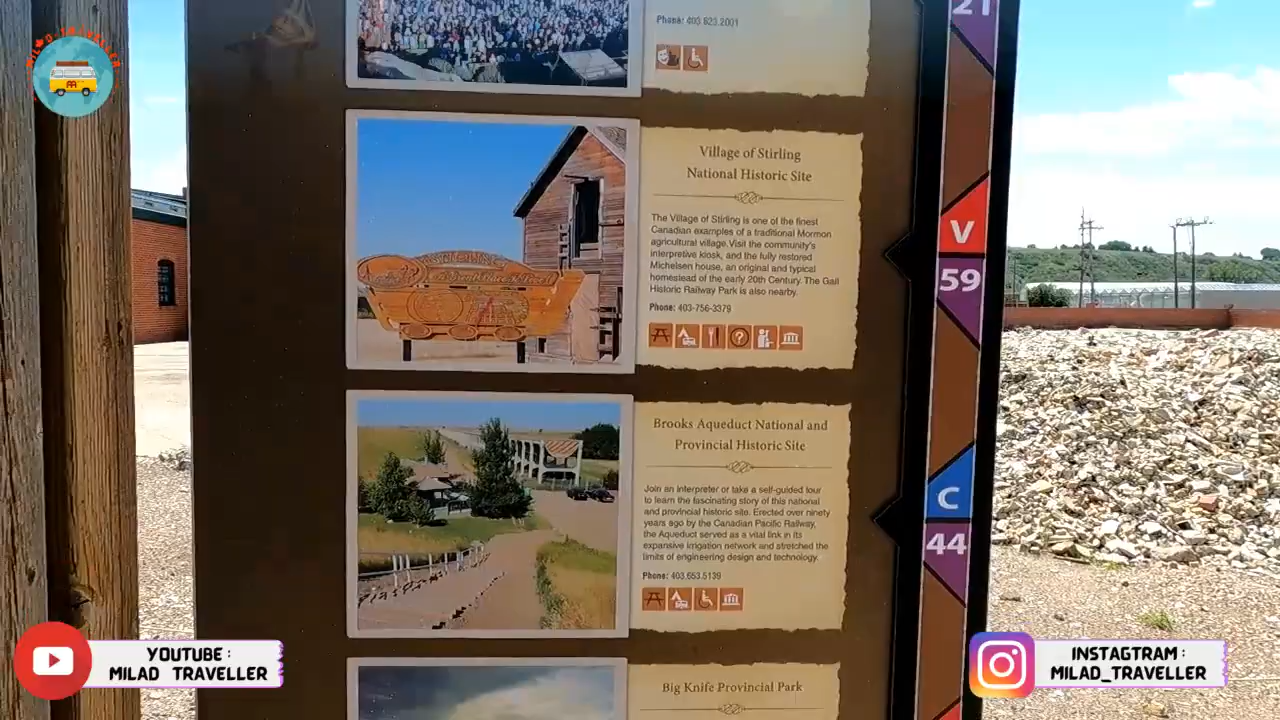 MILAD TRAVELLER
Phone: 403.823.2001
21
Village of Stirling
National Historic Site
The Village of Stirling is one of the finest
Canadian examples of a traditional Mormon
agricultural village. Visit the community's
interpretive kiosk, and the fully restored
Michelsen house, an original and typical
homestead of the early 20th Century. The Galt
Historic Railway Park is also nearby.
Phone: 403-756-3379
V
59
Brooks Aqueduct National and
Provincial Historic Site
Join an interpreter or take a self-guided tour
to learn the fascinating story of this national
and provincial historic site. Erected over ninety
years ago by the Canadian Pacific Railway,
the Aqueduct served as a vital link in its
expansive irrigation network and stretched the
limits of engineering design and technology.
Phone: 403.653.5139
C
44
Big Knife Provincial Park
YOUTUBE :
MILAD TRAVELLER
INSTAGTRAM :
MILAD_TRAVELLER